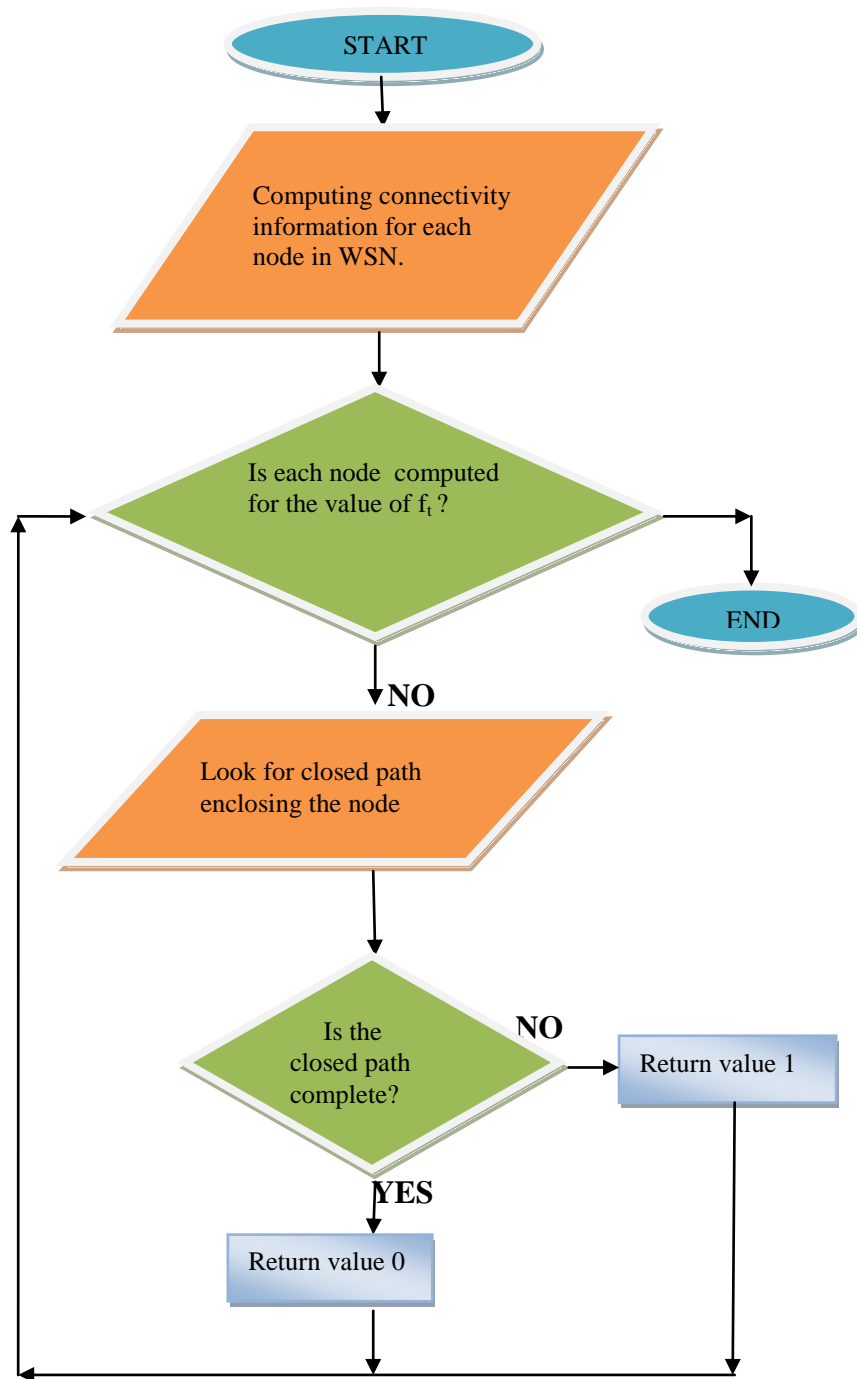 START
Computing connectivity
information for each
node in WSN.
Is each node computed
for the value of fₜ ?
END
NO
Look for closed path
enclosing the node
Is the
closed path
complete?
NO
Return value 1
YES
Return value 0